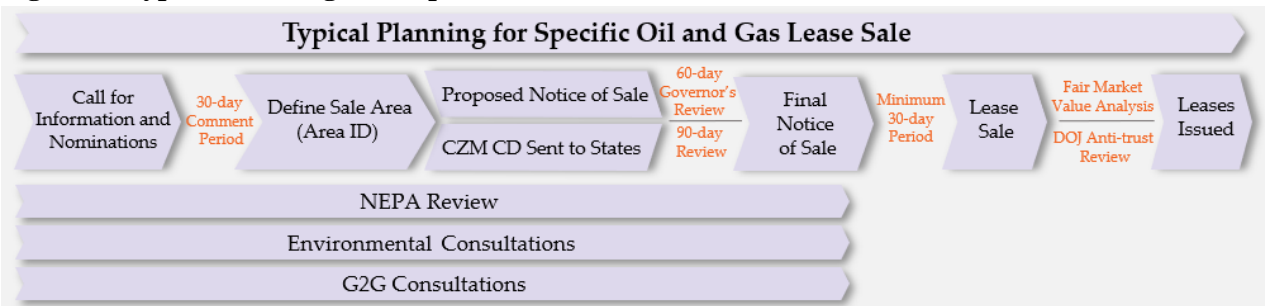 Typical Planning for Specific Oil and Gas Lease Sale
Call for
Information and
Nominations
30-day
Comment
Period
Define Sale Area
(Area ID)
Proposed Notice of Sale
CZM CD Sent to States
60-day
Governor's
Review
90-day
Review
Final
Notice
of Sale
Minimum
30-day
Period
Lease
Sale
Fair Market
Value Analysis
DOJ Anti-trust
Review
Leases
Issued
NEPA Review
Environmental Consultations
G2G Consultations